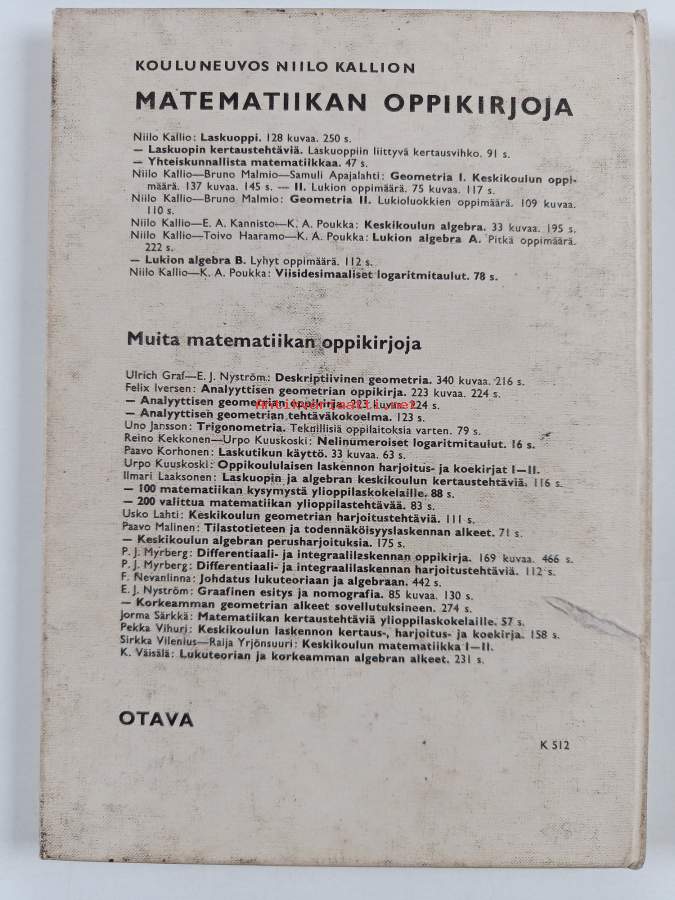 KOULUNEUVOS NIILO KALLION
MATEMATIIKAN OPPIKIRJOJA
Niilo Kallio: Laskuoppi. 128 kuvaa. 250 s.
— Laskuopin kertaustehtäviä. Laskuoppiin liittyvä kertausvihko. 91 s.
— Yhteiskunnallista matematiikkaa. 47 s.
Niilo Kallio—Bruno Malmio—Samuli Apajalahti: Geometria I. Keskikoulun oppi-
määrä. 137 kuvaa. 145 s. — II. Lukion oppimäärä. 75 kuvaa. 117 s.
Niilo Kallio—Bruno Malmio: Geometria II. Lukioluokkien oppimäärä. 109 kuvaa.
110 s.
Niilo Kallio—E. A. Kannisto—K. A. Poukka: Keskikoulun algebra. 33 kuvaa. 195 s.
Niilo Kallio—Toivo Haaramo—K. A. Poukka: Lukion algebra A. Pitkä oppimäärä.
222 s.
— Lukion algebra B. Lyhyt oppimäärä. 112 s.
Niilo Kallio—K. A. Poukka: Viisidesimaaliset logaritmitaulut. 78 s.
Muita matematiikan oppikirjoja
Ulrich Graf—E. J. Nyström: Deskriptiivinen geometria. 340 kuvaa. 216 s.
Felix Iversen: Analyyttisen geometrian oppikirja. 223 kuvaa. 224 s.
— Analyyttisen geometrian oppikirja. 223 kuvaa. 224 s.
Antikvariaatti.net
— Analyyttisen geometrian tehtäväkokoelma. 123 s.
Uno Jansson: Trigonometria. Teknillisiä oppilaitoksia varten. 79 s.
Reino Kekkonen—Urpo Kuuskoski: Nelinumeroiset logaritmitaulut. 16 s.
Paavo Korhonen: Laskutikun käyttö. 33 kuvaa. 63 s.
Urpo Kuuskoski: Oppikoululaisen laskennon harjoitus- ja koekirjat I—II.
Ilmari Laaksonen: Laskuopin ja algebran keskikoulun kertaustehtäviä. 116 s.
— 100 matematiikan kysymystä ylioppilaskokelaille. 88 s.
— 200 valittua matematiikan ylioppilastehtävää. 83 s.
Usko Lahti: Keskikoulun geometrian harjoitustehtäviä. 111 s.
Paavo Malinen: Tilastotieteen ja todennäköisyyslaskennan alkeet. 71 s.
— Keskikoulun algebran perusharjoituksia. 175 s.
P. J. Myrberg: Differentiaali- ja integraalilaskennan oppikirja. 169 kuvaa. 466 s.
P. J. Myrberg: Differentiaali- ja integraalilaskennan harjoitustehtäviä. 112 s.
F. Nevanlinna: Johdatus lukuteoriaan ja algebraan. 442 s.
E. J. Nyström: Graafinen esitys ja nomografia. 85 kuvaa. 130 s.
— Korkeamman geometrian alkeet sovellutuksineen. 274 s.
Jorma Särkkä: Matematiikan kertaustehtäviä ylioppilaskokelaille. 57 s.
Pekka Vihuri: Keskikoulun laskennon kertaus-, harjoitus- ja koekirja. 158 s.
Sirkka Vilenius—Raija Yrjönsuuri: Keskikoulun matematiikka I—II.
K. Väisälä: Lukuteorian ja korkeamman algebran alkeet. 231 s.
OTAVA
K 512